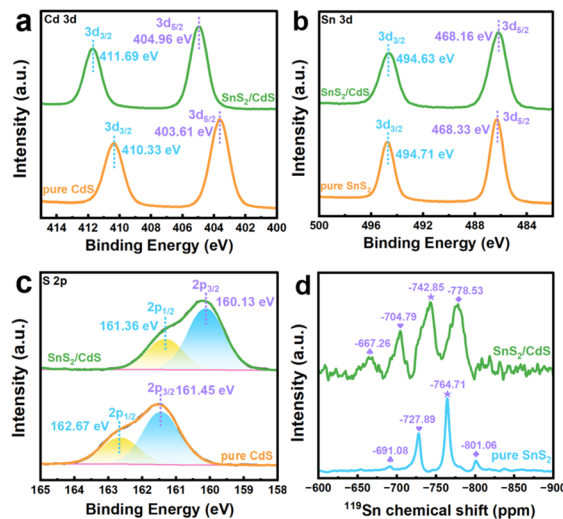 a
Cd 3d
3d3/2
411.69 eV
3d5/2
404.96 eV
SnS2/CdS
3d3/2
410.33 eV
3d5/2
403.61 eV
pure CdS
Intensity (a.u.)
414 412 410 408 406 404 402 400
Binding Energy (eV)
b
Sn 3d
3d3/2
494.63 eV
468.16 eV
3d5/2
SnS2/CdS
3d3/2
494.71 eV
468.33 eV
3d5/2
pure SnS2
Intensity (a.u.)
500 496 492 488 484
Binding Energy (eV)
c
S 2p
2p1/2
161.36 eV
2p3/2
160.13 eV
SnS2/CdS
2p1/2
162.67 eV
2p3/2 161.45 eV
pure CdS
Intensity (a.u.)
165 164 163 162 161 160 159 158
Binding Energy (eV)
d
-667.26
-704.79
-742.85
-778.53
SnS2/CdS
-691.08
-727.89
-764.71
-801.06
pure SnS2
Intensity (a.u.)
−600 −650 −700 −750 −800 −850 −900
119Sn chemical shift (ppm)